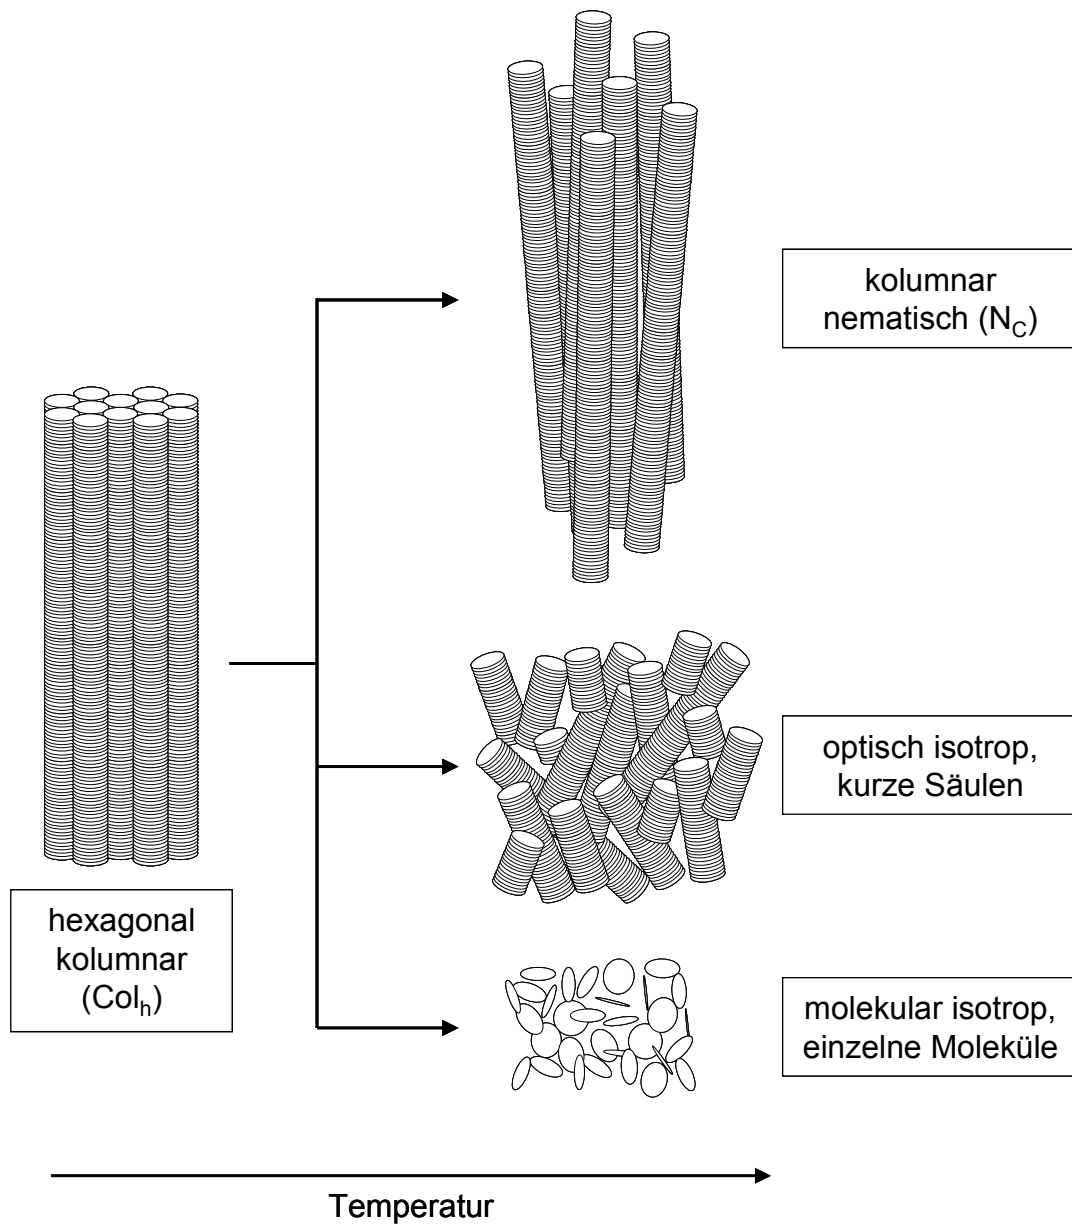 kolumnar
nematisch (N_C)
optisch isotrop,
kurze Säulen
hexagonal
kolumnar
(Col_h)
molekular isotrop,
einzelne Moleküle
Temperatur